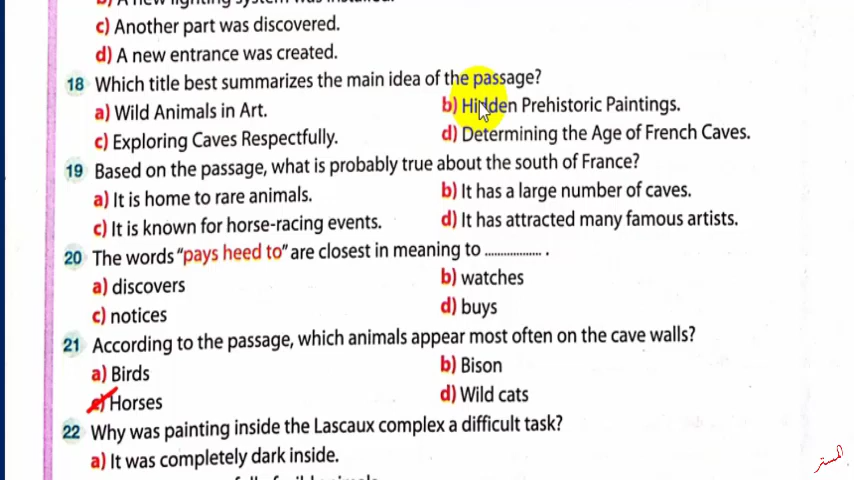 c) Another part was discovered.
d) A new entrance was created.
18 Which title best summarizes the main idea of the passage?
a) Wild Animals in Art.
b) Hidden Prehistoric Paintings.
c) Exploring Caves Respectfully.
d) Determining the Age of French Caves.
19 Based on the passage, what is probably true about the south of France?
a) It is home to rare animals.
b) It has a large number of caves.
c) It is known for horse-racing events.
d) It has attracted many famous artists.
20 The words "pays heed to" are closest in meaning to .................. .
a) discovers
b) watches
c) notices
d) buys
21 According to the passage, which animals appear most often on the cave walls?
a) Birds
b) Bison
c) Horses
d) Wild cats
22 Why was painting inside the Lascaux complex a difficult task?
a) It was completely dark inside.
المستر